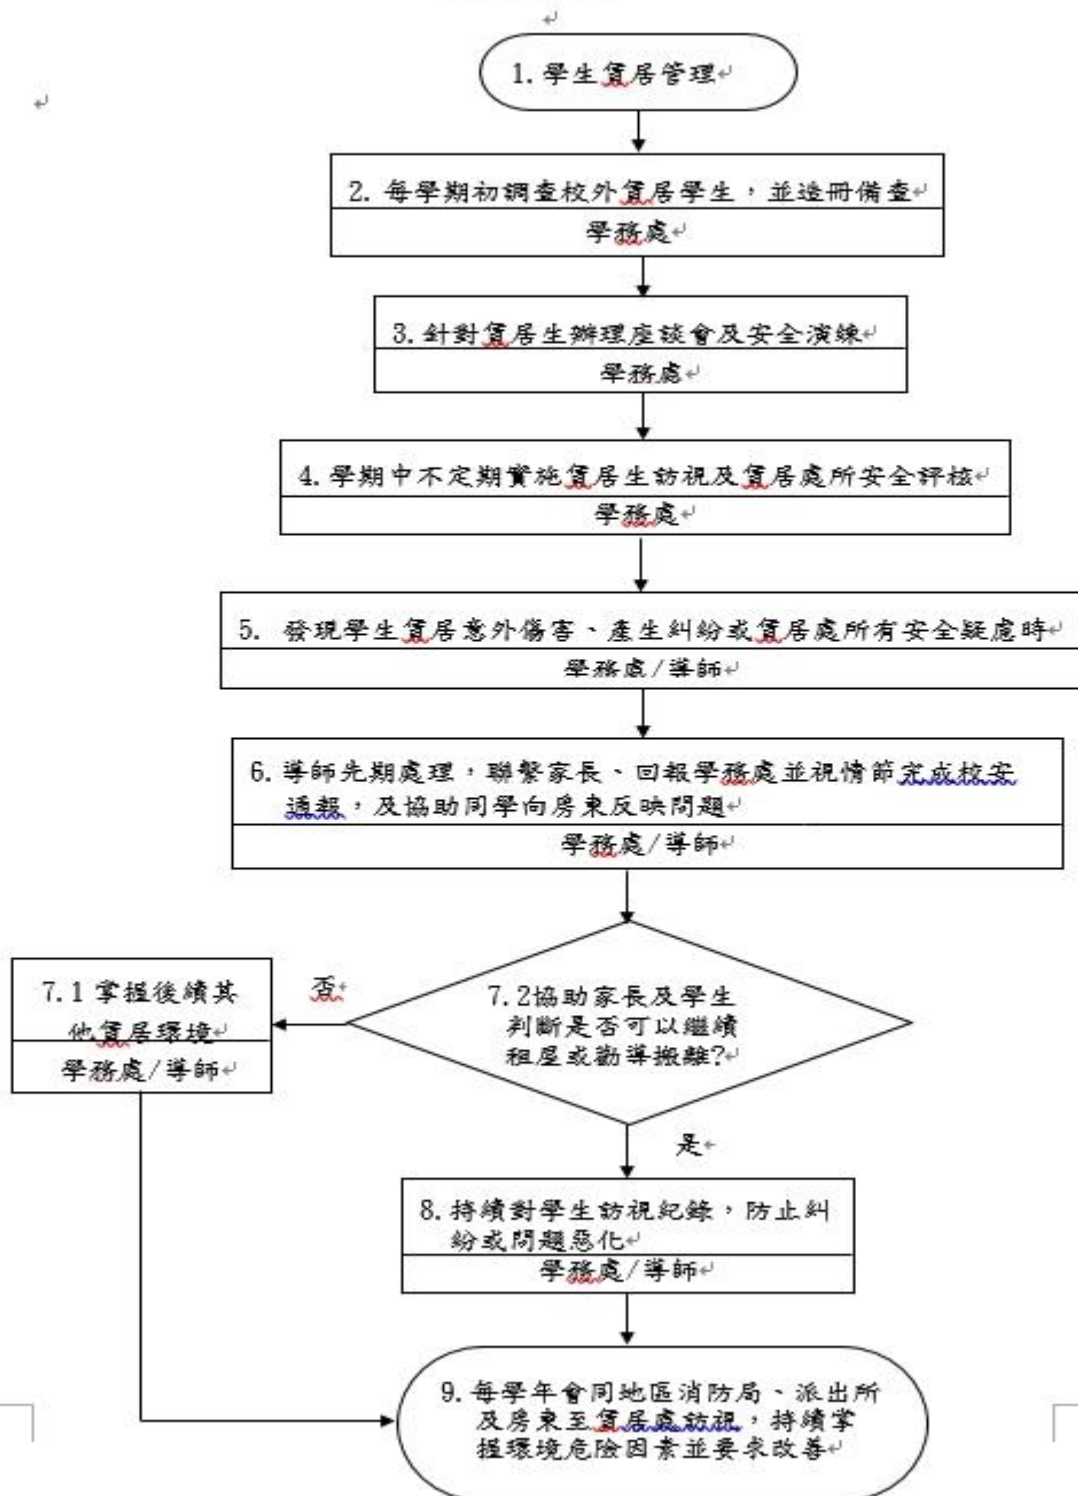 1.學生賃居管理
2. 每學期初調查校外賃居學生，並造冊備查
學務處
3.針對賃居生辦理座談會及安全演練
學務處
4.學期中不定期實施賃居生訪視及賃居處所安全評核
學務處
5. 發現學生賃居意外傷害、產生糾紛或賃居處所有安全疑慮時
學務處/導師
6.導師先期處理，聯繫家長、回報學務處並視情節完成校安
通報，及協助同學向房東反映問題
學務處/導師
7.2協助家長及學生
判斷是否可以繼續
租屋或勸導搬離?
否
7.1 掌握後續其
他賃居環境
學務處/導師
是
8.持續對學生訪視紀錄，防止糾
紛或問題惡化
學務處/導師
9.每學年會同地區消防局、派出所
及房東至賃居處訪視，持續掌
握環境危險因素並要求改善